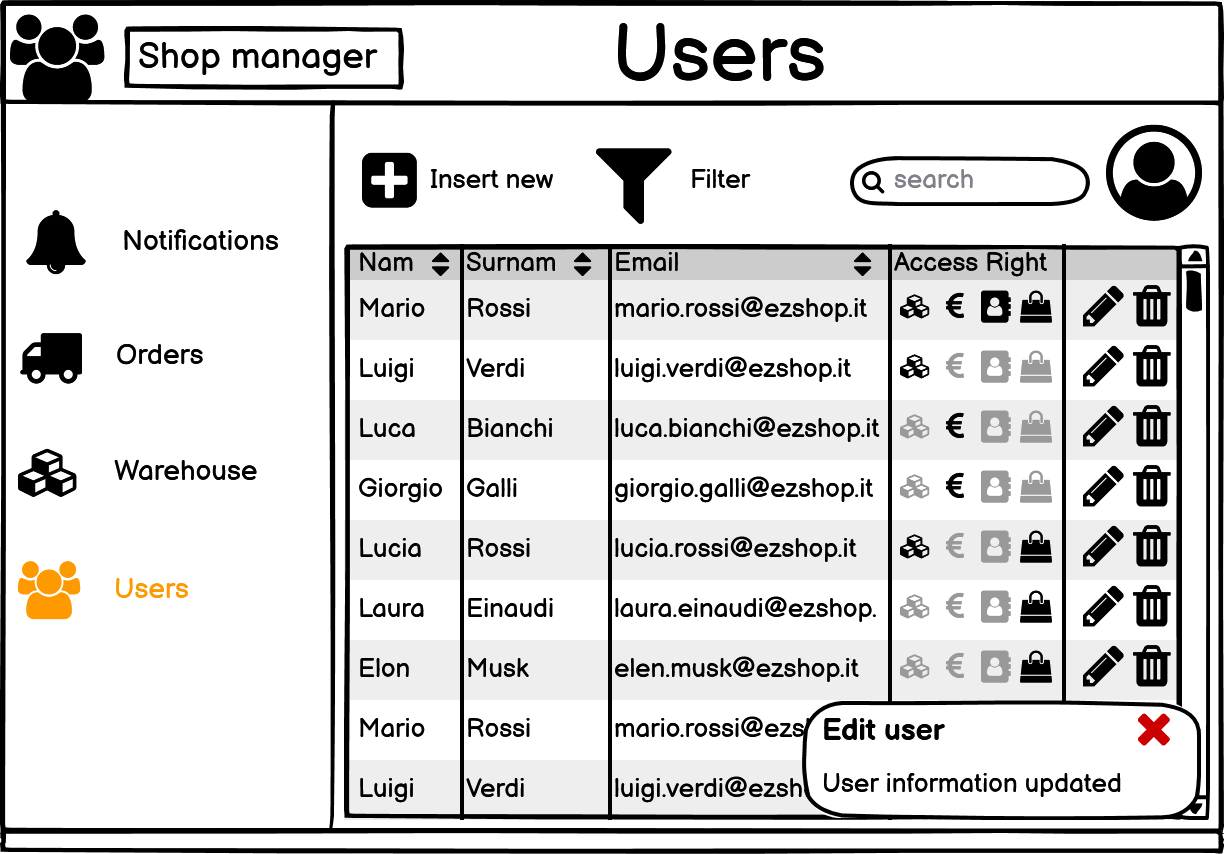 Shop manager
Users
Insert new
Filter
search
Notifications
Orders
Warehouse
Users
Nam Surnam Email Access Right
Mario Rossi mario.rossi@ezshop.it €
Luigi Verdi luigi.verdi@ezshop.it €
Luca Bianchi luca.bianchi@ezshop.it €
Giorgio Galli giorgio.galli@ezshop.it €
Lucia Rossi lucia.rossi@ezshop.it €
Laura Einaudi laura.einaudi@ezshop. €
Elon Musk elen.musk@ezshop.it €
Mario Rossi mario.rossi@ezs
Luigi Verdi luigi.verdi@ezsh
Edit user
User information updated